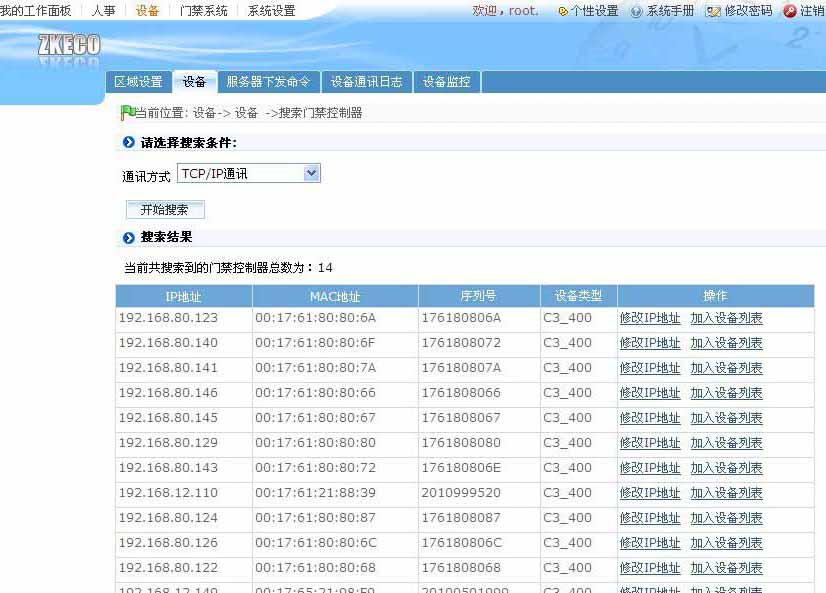 我的工作面板 人事 设备 门禁系统 系统设置 欢迎，root. 个性设置 系统手册 修改密码 注销
ZKECO
区域设置 设备 服务器下发命令 设备通讯日志 设备监控
当前位置：设备-> 设备 ->搜索门禁控制器
请选择搜索条件：
通讯方式 TCP/IP通讯
开始搜索
搜索结果
当前共搜索到的门禁控制器总数为：14
IP地址 MAC地址 序列号 设备类型 操作
192.168.80.123 00:17:61:80:80:6A 176180806A C3_400 修改IP地址 加入设备列表
192.168.80.140 00:17:61:80:80:6F 1761808072 C3_400 修改IP地址 加入设备列表
192.168.80.141 00:17:61:80:80:7A 176180807A C3_400 修改IP地址 加入设备列表
192.168.80.146 00:17:61:80:80:66 1761808066 C3_400 修改IP地址 加入设备列表
192.168.80.145 00:17:61:80:80:67 1761808067 C3_400 修改IP地址 加入设备列表
192.168.80.129 00:17:61:80:80:80 1761808080 C3_400 修改IP地址 加入设备列表
192.168.80.143 00:17:61:80:80:72 176180806E C3_400 修改IP地址 加入设备列表
192.168.12.110 00:17:61:21:88:39 2010999520 C3_400 修改IP地址 加入设备列表
192.168.80.124 00:17:61:80:80:87 1761808087 C3_400 修改IP地址 加入设备列表
192.168.80.126 00:17:61:80:80:6C 176180806C C3_400 修改IP地址 加入设备列表
192.168.80.122 00:17:61:80:80:68 1761808068 C3_400 修改IP地址 加入设备列表
C3_400 修改IP地址 加入设备列表